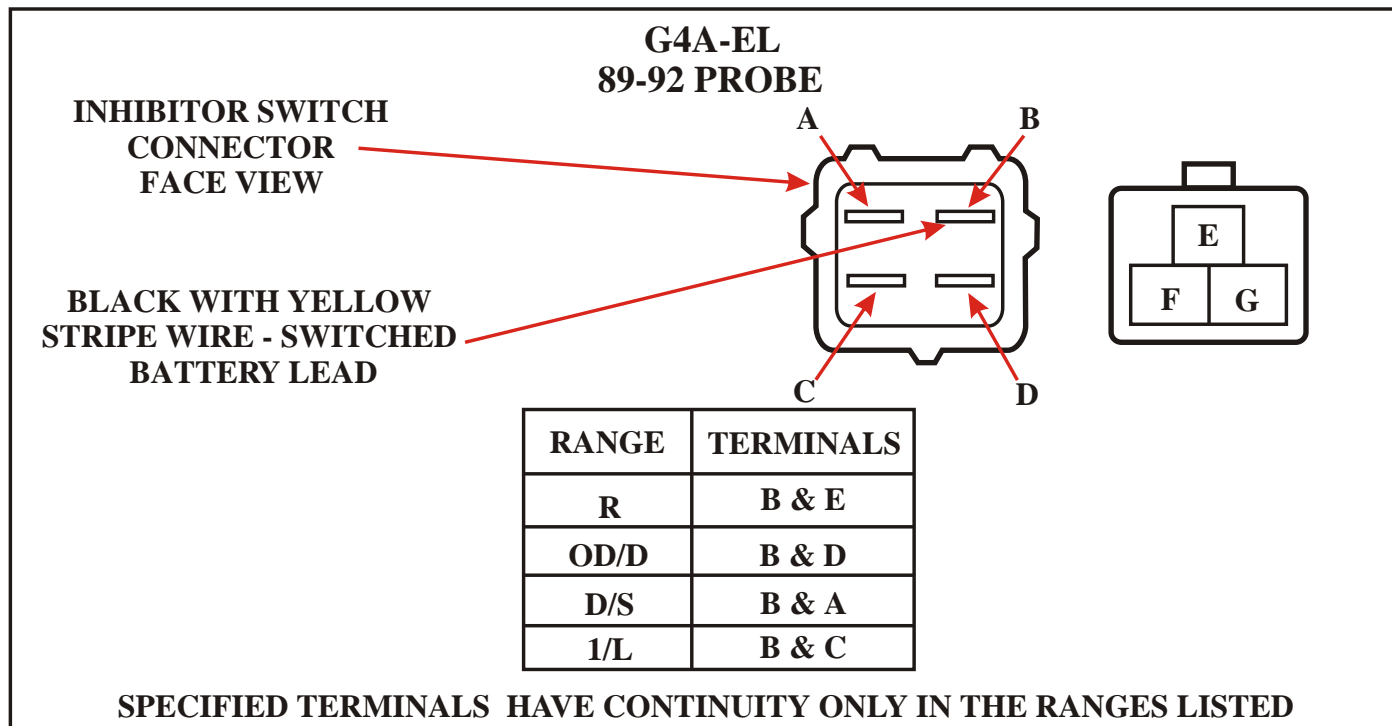 G4A-EL
89-92 PROBE
INHIBITOR SWITCH
CONNECTOR
FACE VIEW
A
B
E
F G
BLACK WITH YELLOW
STRIPE WIRE - SWITCHED
BATTERY LEAD
C
D
RANGE TERMINALS
R B & E
OD/D B & D
D/S B & A
1/L B & C
SPECIFIED TERMINALS HAVE CONTINUITY ONLY IN THE RANGES LISTED